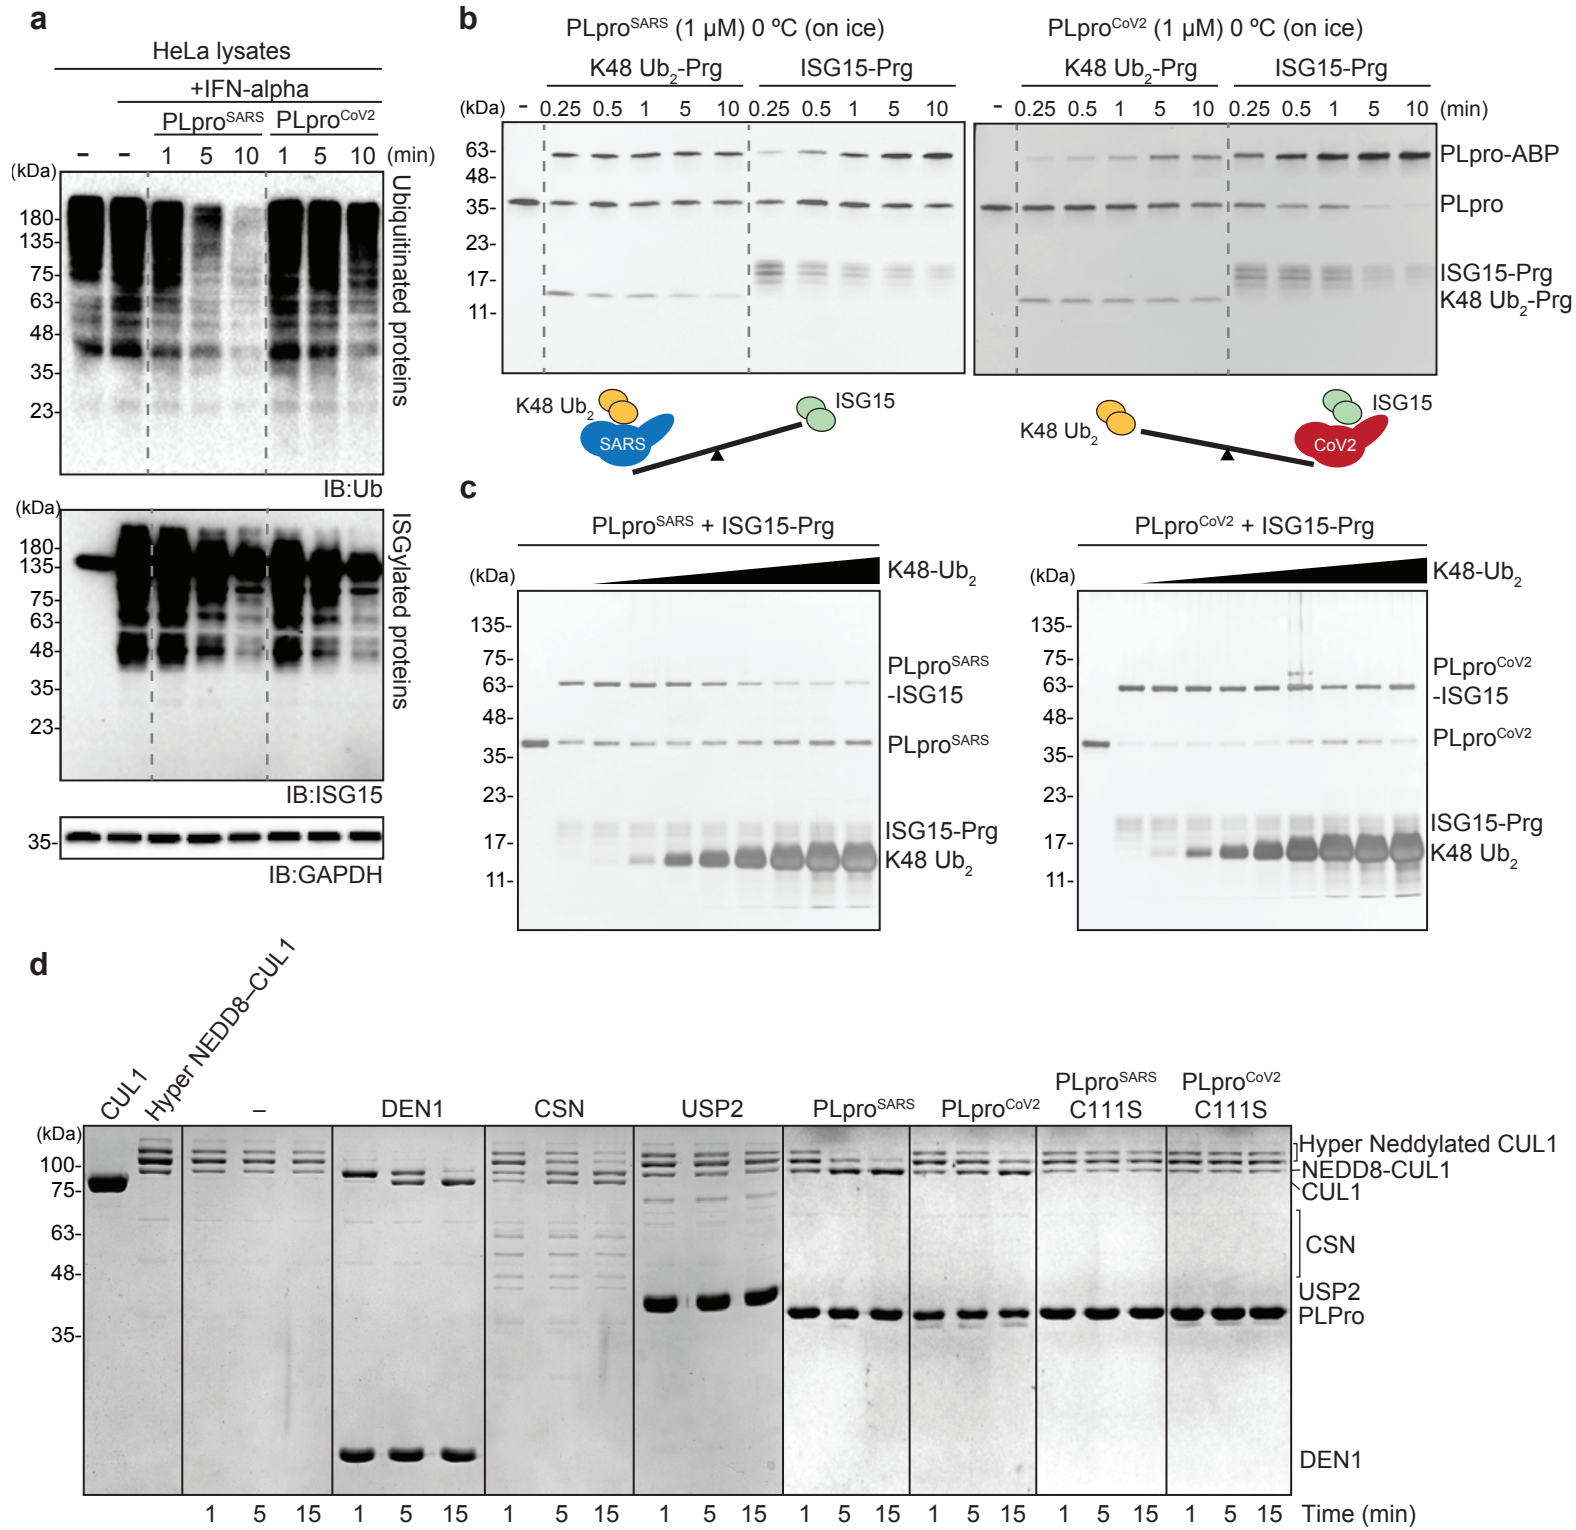 a
HeLa lysates
+IFN-alpha
PLproSARS PLproCoV2
– – 1 5 10 1 5 10 (min)
(kDa)
180-
135-
75-
63-
48-
35-
23-
Ubiquitinated proteins
IB:Ub
(kDa)
180-
135-
75-
63-
48-
35-
23-
ISGylated proteins
IB:ISG15
35-
IB:GAPDH
b
PLproSARS (1 µM) 0 ºC (on ice)
K48 Ub2-Prg ISG15-Prg
(kDa) – 0.25 0.5 1 5 10 0.25 0.5 1 5 10
63-
48-
35-
23-
17-
11-
PLproCoV2 (1 µM) 0 ºC (on ice)
K48 Ub2-Prg ISG15-Prg
– 0.25 0.5 1 5 10 0.25 0.5 1 5 10 (min)
PLpro-ABP
PLpro
ISG15-Prg
K48 Ub2-Prg
K48 Ub2 ISG15
SARS
K48 Ub2 ISG15
CoV2
c
PLproSARS + ISG15-Prg
(kDa) K48-Ub2
135-
75-
63-
48-
35-
23-
17-
11-
PLproSARS
-ISG15
PLproSARS
ISG15-Prg
K48 Ub2
PLproCoV2 + ISG15-Prg
(kDa) K48-Ub2
135-
75-
63-
48-
35-
23-
17-
11-
PLproCoV2
-ISG15
PLproCoV2
ISG15-Prg
K48 Ub2
d
CUL1
Hyper NEDD8–CUL1
– DEN1 CSN USP2 PLproSARS PLproCoV2
PLproSARS
C111S
PLproCoV2
C111S
(kDa)
100-
75-
63-
48-
35-
Hyper Neddylated CUL1
NEDD8-CUL1
CUL1
CSN
USP2
PLPro
DEN1
1 5 15 1 5 15 1 5 15 1 5 15 1 5 15 1 5 15 1 5 15 1 5 15 Time (min)